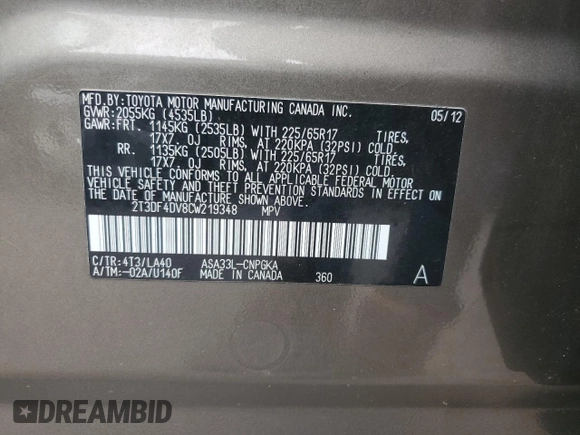 MFD.BY:TOYOTA MOTOR MANUFACTURING CANADA INC.
GVWR:2055KG (4535LB) 05/12
GAWR:FRT. 1145KG (2535LB) WITH 225/65R17 TIRES,
17X7 OJ RIMS, AT 220KPA (32PSI) COLD.
RR. 1135KG (2505LB) WITH 225/65R17 TIRES,
17X7 OJ RIMS, AT 220KPA (32PSI) COLD.
THIS VEHICLE CONFORMS TO ALL APPLICABLE FEDERAL MOTOR
VEHICLE SAFETY AND THEFT PREVENTION STANDARDS IN EFFECT
ON THE DATE OF MANUFACTURE SHOWN ABOVE.
2T3DF4DV8CW219348 MPV
C/TR:4T3/LA40 ASA33L-CNPGKA
A/TM:-02A/U140F MADE IN CANADA 360 A
DREAMBID